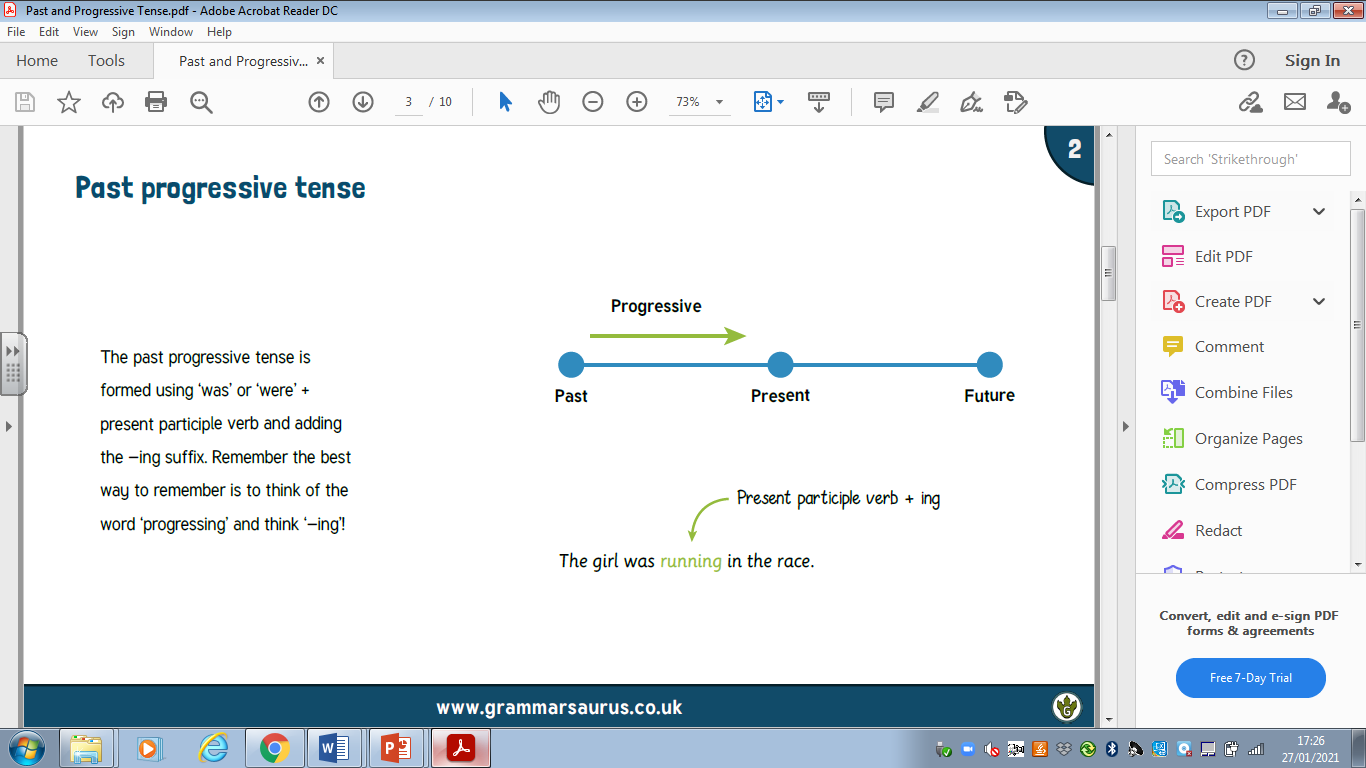 Past and Progressive Tense.pdf - Adobe Acrobat Reader DC
File Edit View Sign Window Help
Home Tools Past and Progressiv... ×
Sign In
3 / 10 73%
2
Search 'Strikethrough'
Past progressive tense
Export PDF
Edit PDF
Create PDF
Comment
Combine Files
Organize Pages
Compress PDF
Redact
Progressive
Past Present Future
The past progressive tense is
formed using ‘was’ or ‘were’ +
present participle verb and adding
the –ing suffix. Remember the best
way to remember is to think of the
word ‘progressing’ and think ‘–ing’!
Present participle verb + ing
The girl was running in the race.
Convert, edit and e-sign PDF
forms & agreements
Free 7-Day Trial
www.grammarsaurus.co.uk
G
17:26
27/01/2021